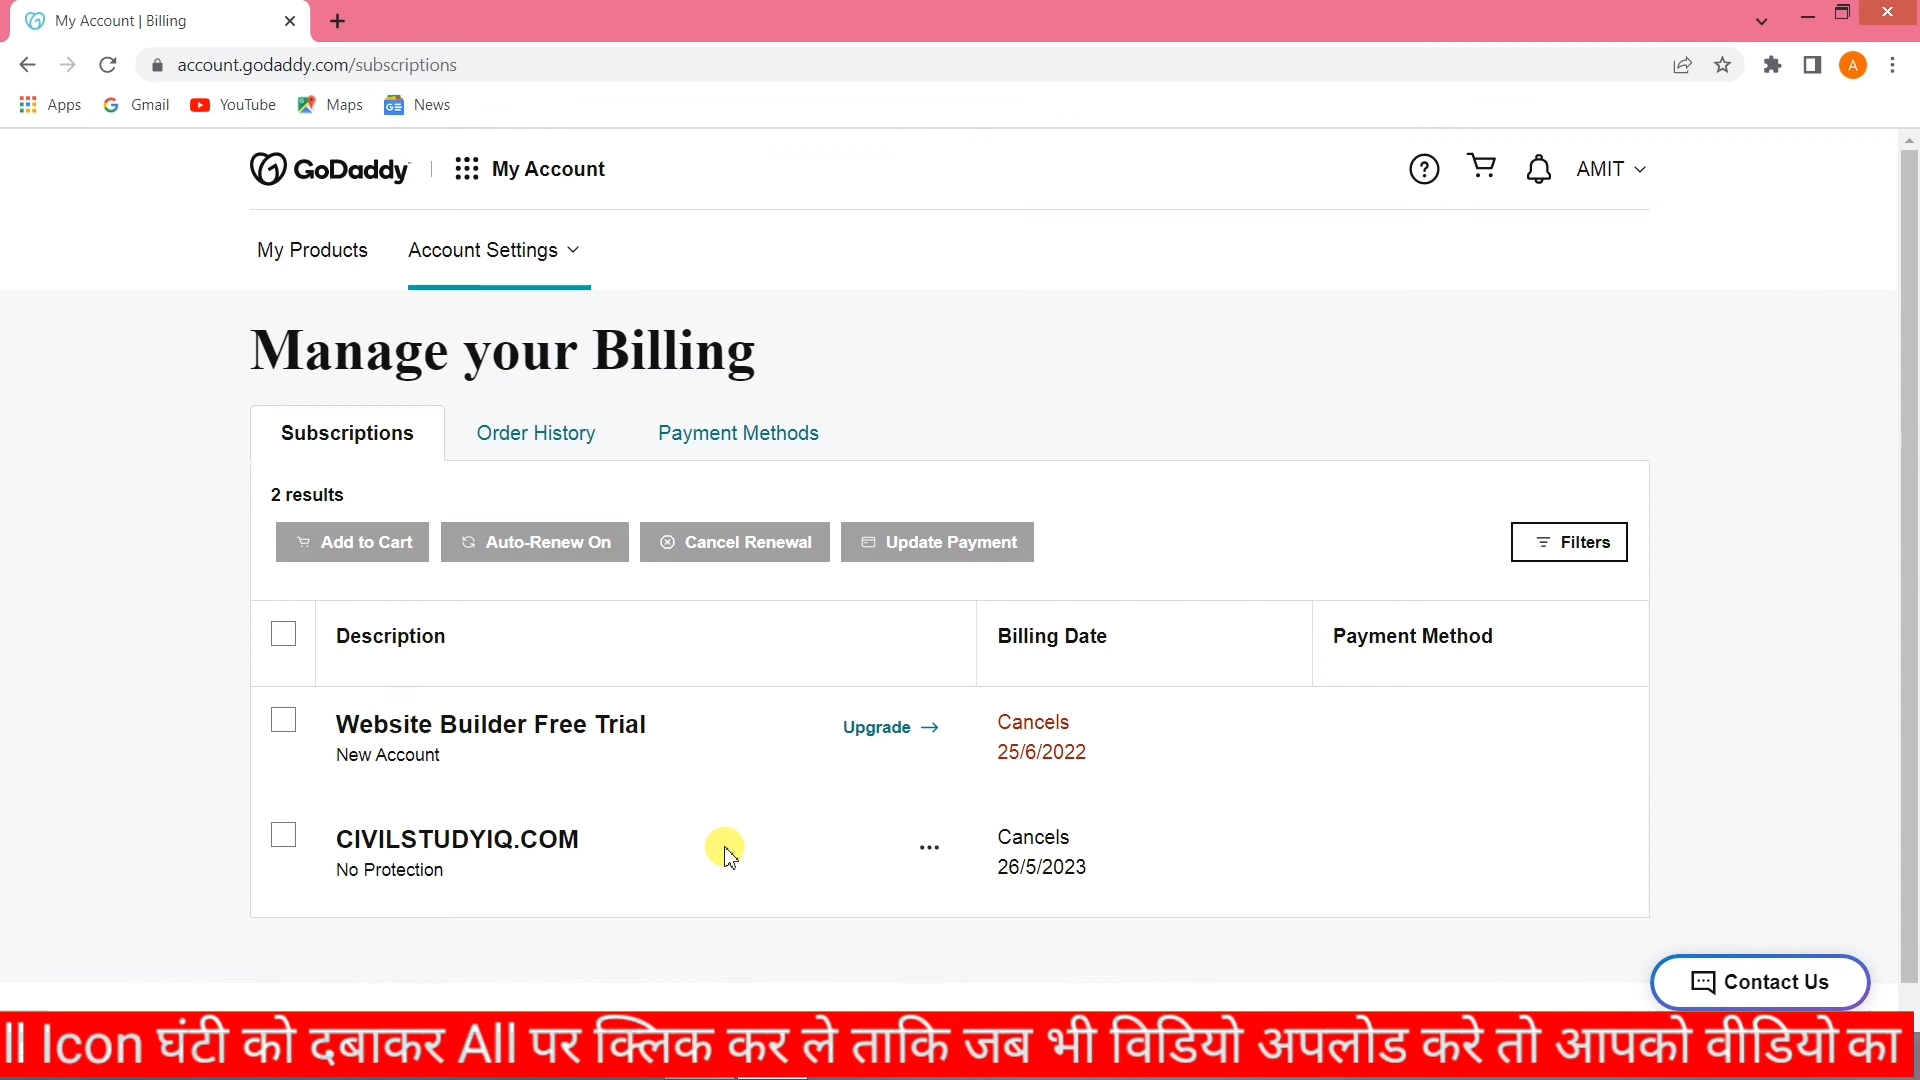 My Account | Billing
account.godaddy.com/subscriptions
A
Apps
Gmail
YouTube
Maps
News
GoDaddy
My Account
AMIT
My Products
Account Settings
Manage your Billing
Subscriptions
Order History
Payment Methods
2 results
Add to Cart
Auto-Renew On
Cancel Renewal
Update Payment
Filters
Description
Billing Date
Payment Method
Website Builder Free Trial
Upgrade →
Cancels
New Account
25/6/2022
CIVILSTUDYIQ.COM
...
Cancels
No Protection
26/5/2023
Contact Us
ll Icon घंटी को दबाकर All पर क्लिक कर ले ताकि जब भी विडियो अपलोड करे तो आपको वीडियो का